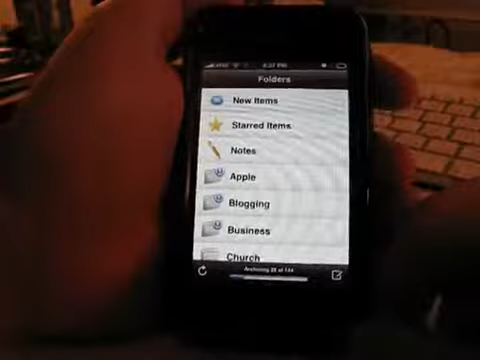 Folders
New Items
Starred Items
Notes
Apple
Blogging
Business
Church